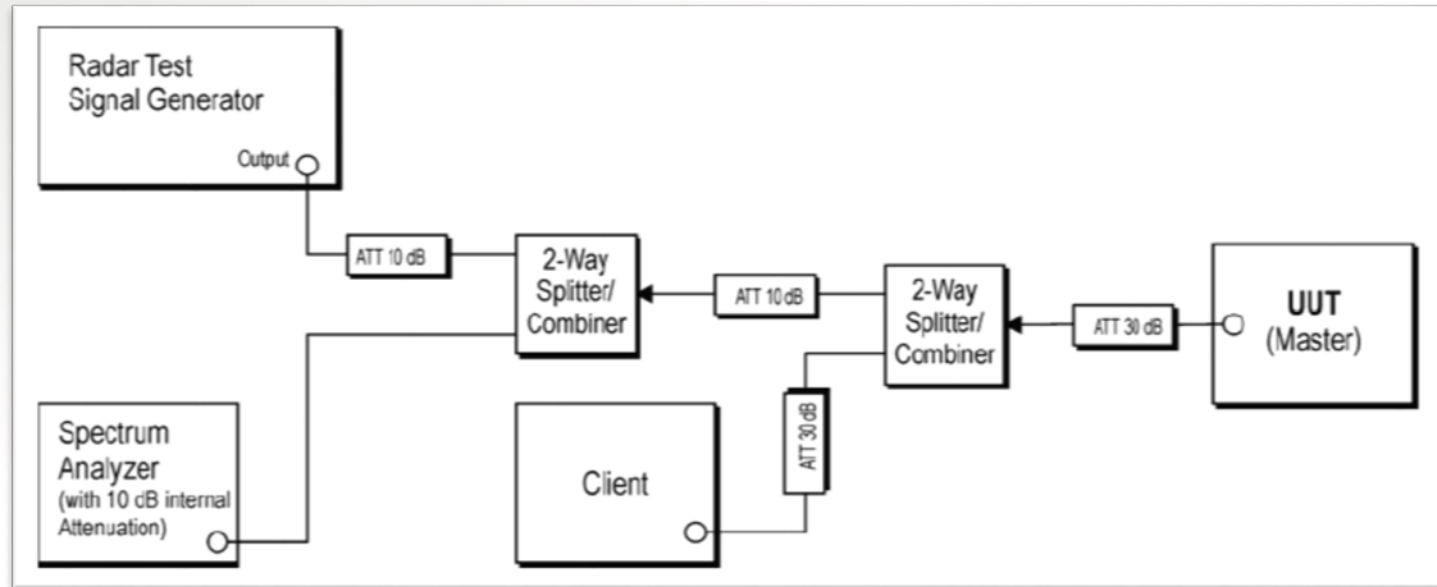 Radar Test
Signal Generator
Output
ATT 10 dB
2-Way
Splitter/
Combiner
ATT 10 dB
2-Way
Splitter/
Combiner
ATT 30 dB
UUT
(Master)
ATT 30 dB
Spectrum
Analyzer
(with 10 dB internal
Attenuation)
Client